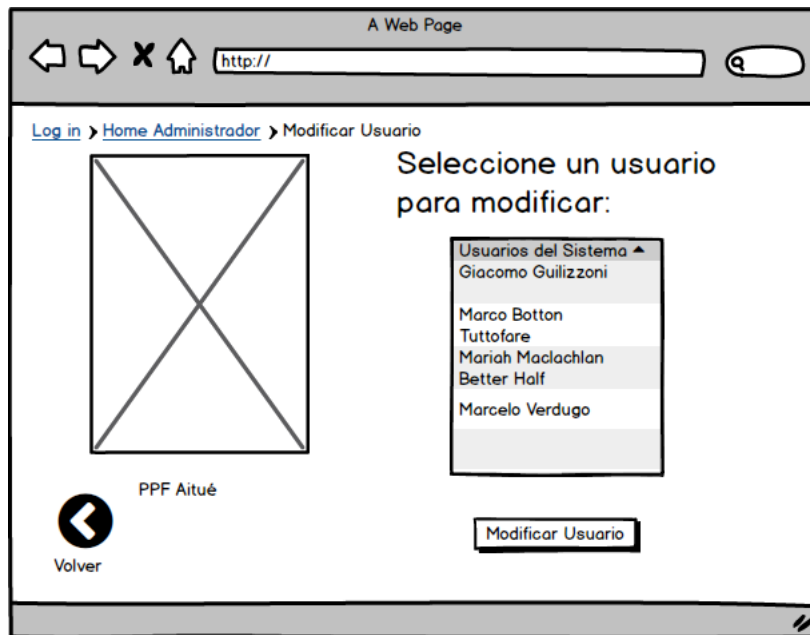 A Web Page
http://
Log in > Home Administrador > Modificar Usuario
Seleccione un usuario
para modificar:
Usuarios del Sistema ▲
Giacomo Guilizzoni
Marco Botton
Tuttofare
Mariah Maclachlan
Better Half
Marcelo Verdugo
PPF Aitué
Volver
Modificar Usuario